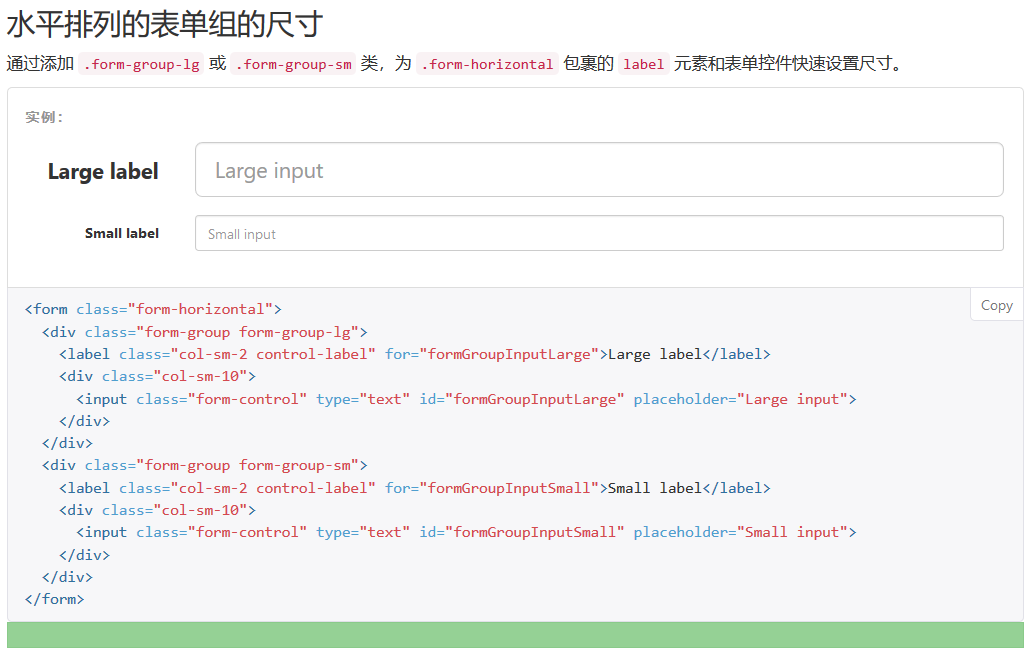 水平排列的表单组的尺寸
通过添加 .form-group-lg 或 .form-group-sm 类，为 .form-horizontal 包裹的 label 元素和表单控件快速设置尺寸。
实例：
Large label Large input
Small label Small input
Copy
<form class="form-horizontal">
  <div class="form-group form-group-lg">
    <label class="col-sm-2 control-label" for="formGroupInputLarge">Large label</label>
    <div class="col-sm-10">
      <input class="form-control" type="text" id="formGroupInputLarge" placeholder="Large input">
    </div>
  </div>
  <div class="form-group form-group-sm">
    <label class="col-sm-2 control-label" for="formGroupInputSmall">Small label</label>
    <div class="col-sm-10">
      <input class="form-control" type="text" id="formGroupInputSmall" placeholder="Small input">
    </div>
  </div>
</form>